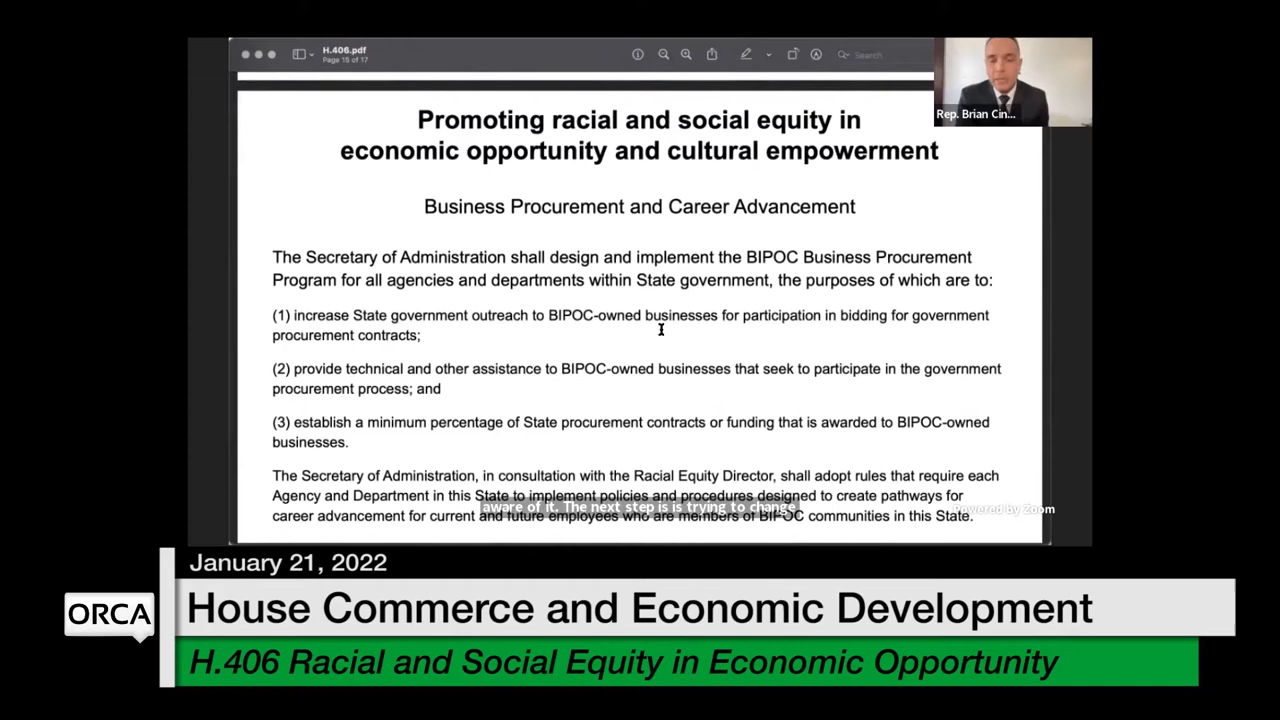 H.406.pdf
Page 15 of 17
Search
Rep. Brian Cin...
Promoting racial and social equity in
economic opportunity and cultural empowerment
Business Procurement and Career Advancement
The Secretary of Administration shall design and implement the BIPOC Business Procurement
Program for all agencies and departments within State government, the purposes of which are to:
(1) increase State government outreach to BIPOC-owned businesses for participation in bidding for government
procurement contracts;
(2) provide technical and other assistance to BIPOC-owned businesses that seek to participate in the government
procurement process; and
(3) establish a minimum percentage of State procurement contracts or funding that is awarded to BIPOC-owned
businesses.
The Secretary of Administration, in consultation with the Racial Equity Director, shall adopt rules that require each
Agency and Department in this State to implement policies and procedures designed to create pathways for
aware of it. The next step is is trying to change
Powered by Zoom
career advancement for current and future employees who are members of BIPOC communities in this State.
January 21, 2022
ORCA
House Commerce and Economic Development
H.406 Racial and Social Equity in Economic Opportunity